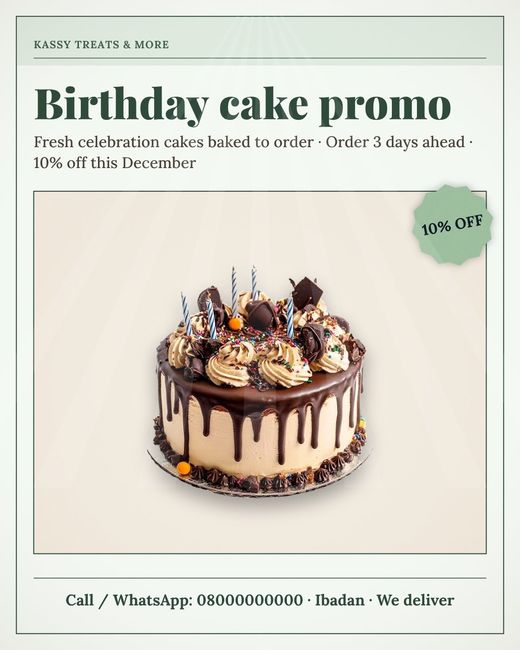 KASSY TREATS & MORE
Birthday cake promo
Fresh celebration cakes baked to order · Order 3 days ahead ·
10% off this December
10% OFF
Call / WhatsApp: 08000000000 · Ibadan · We deliver